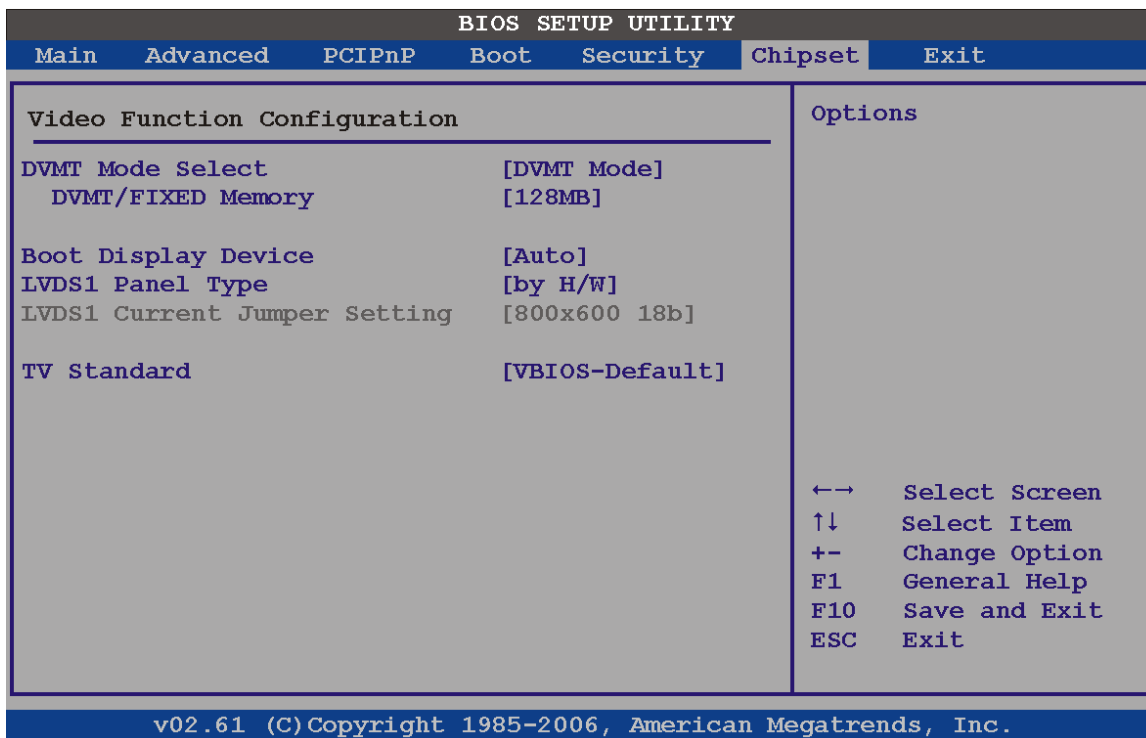 BIOS SETUP UTILITY
Main Advanced PCIPnP Boot Security Chipset Exit
Video Function Configuration
DVMT Mode Select [DVMT Mode]
DVMT/FIXED Memory [128MB]
Boot Display Device [Auto]
LVDS1 Panel Type [by H/W]
LVDS1 Current Jumper Setting [800x600 18b]
TV Standard [VBIOS-Default]
Options
←→ Select Screen
↑↓ Select Item
+- Change Option
F1 General Help
F10 Save and Exit
ESC Exit
v02.61 (C)Copyright 1985-2006, American Megatrends, Inc.